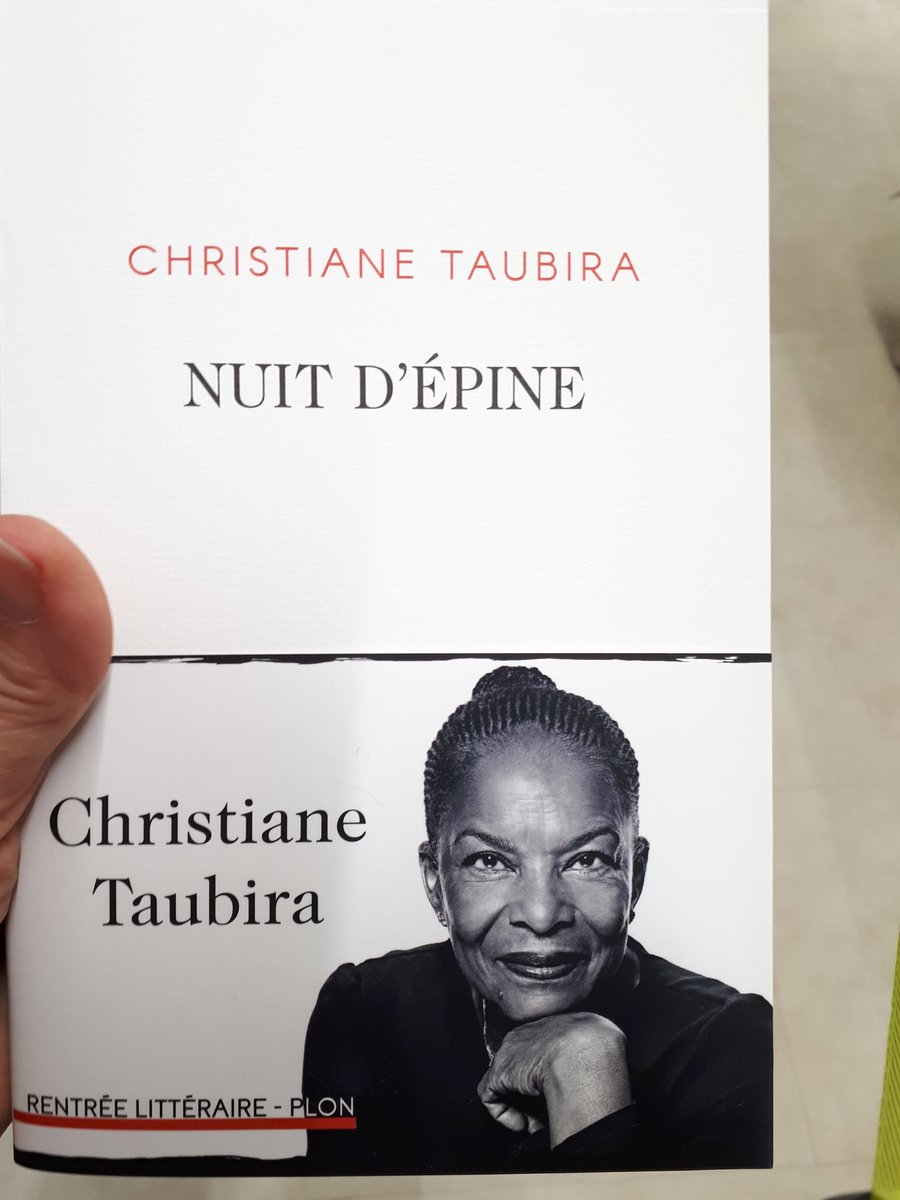 CHRISTIANE TAUBIRA
NUIT D'ÉPINE
Christiane
Taubira
RENTRÉE LITTÉRAIRE - PLON